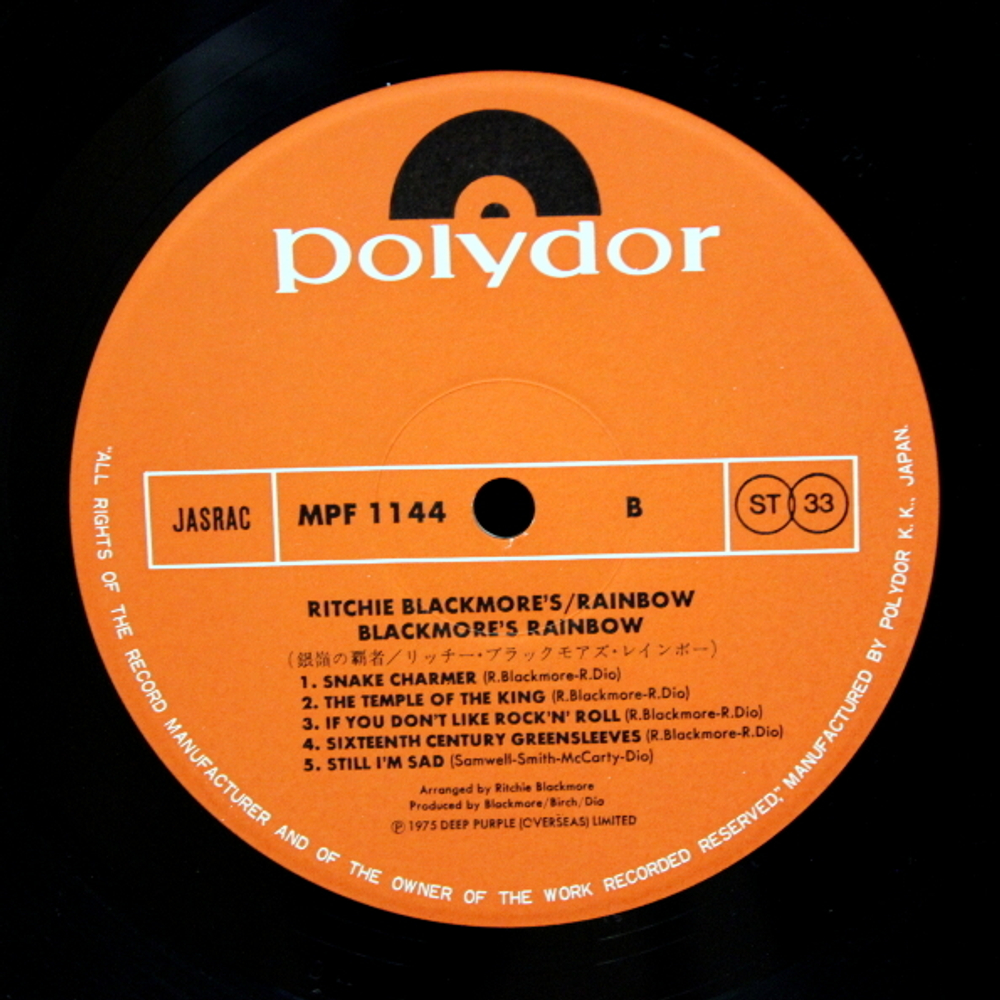 polydor
JASRAC
MPF 1144
B
ST 33
RITCHIE BLACKMORE'S/RAINBOW
BLACKMORE'S RAINBOW
(銀嶺の覇者/リッチー・ブラックモアズ・レインボー)
1. SNAKE CHARMER (R.Blackmore-R.Dio)
2. THE TEMPLE OF THE KING (R.Blackmore-R.Dio)
3. IF YOU DON'T LIKE ROCK'N' ROLL (R.Blackmore-R.Dio)
4. SIXTEENTH CENTURY GREENSLEEVES (R.Blackmore-R.Dio)
5. STILL I'M SAD (Samwell-Smith-McCarty-Dio)
Arranged by Ritchie Blackmore
Produced by Blackmore/Birch/Dio
Ⓟ 1975 DEEP PURPLE (OVERSEAS) LIMITED
"ALL RIGHTS OF THE RECORD MANUFACTURER AND OF THE OWNER OF THE WORK RECORDED RESERVED," MANUFACTURED BY POLYDOR K.K., JAPAN.